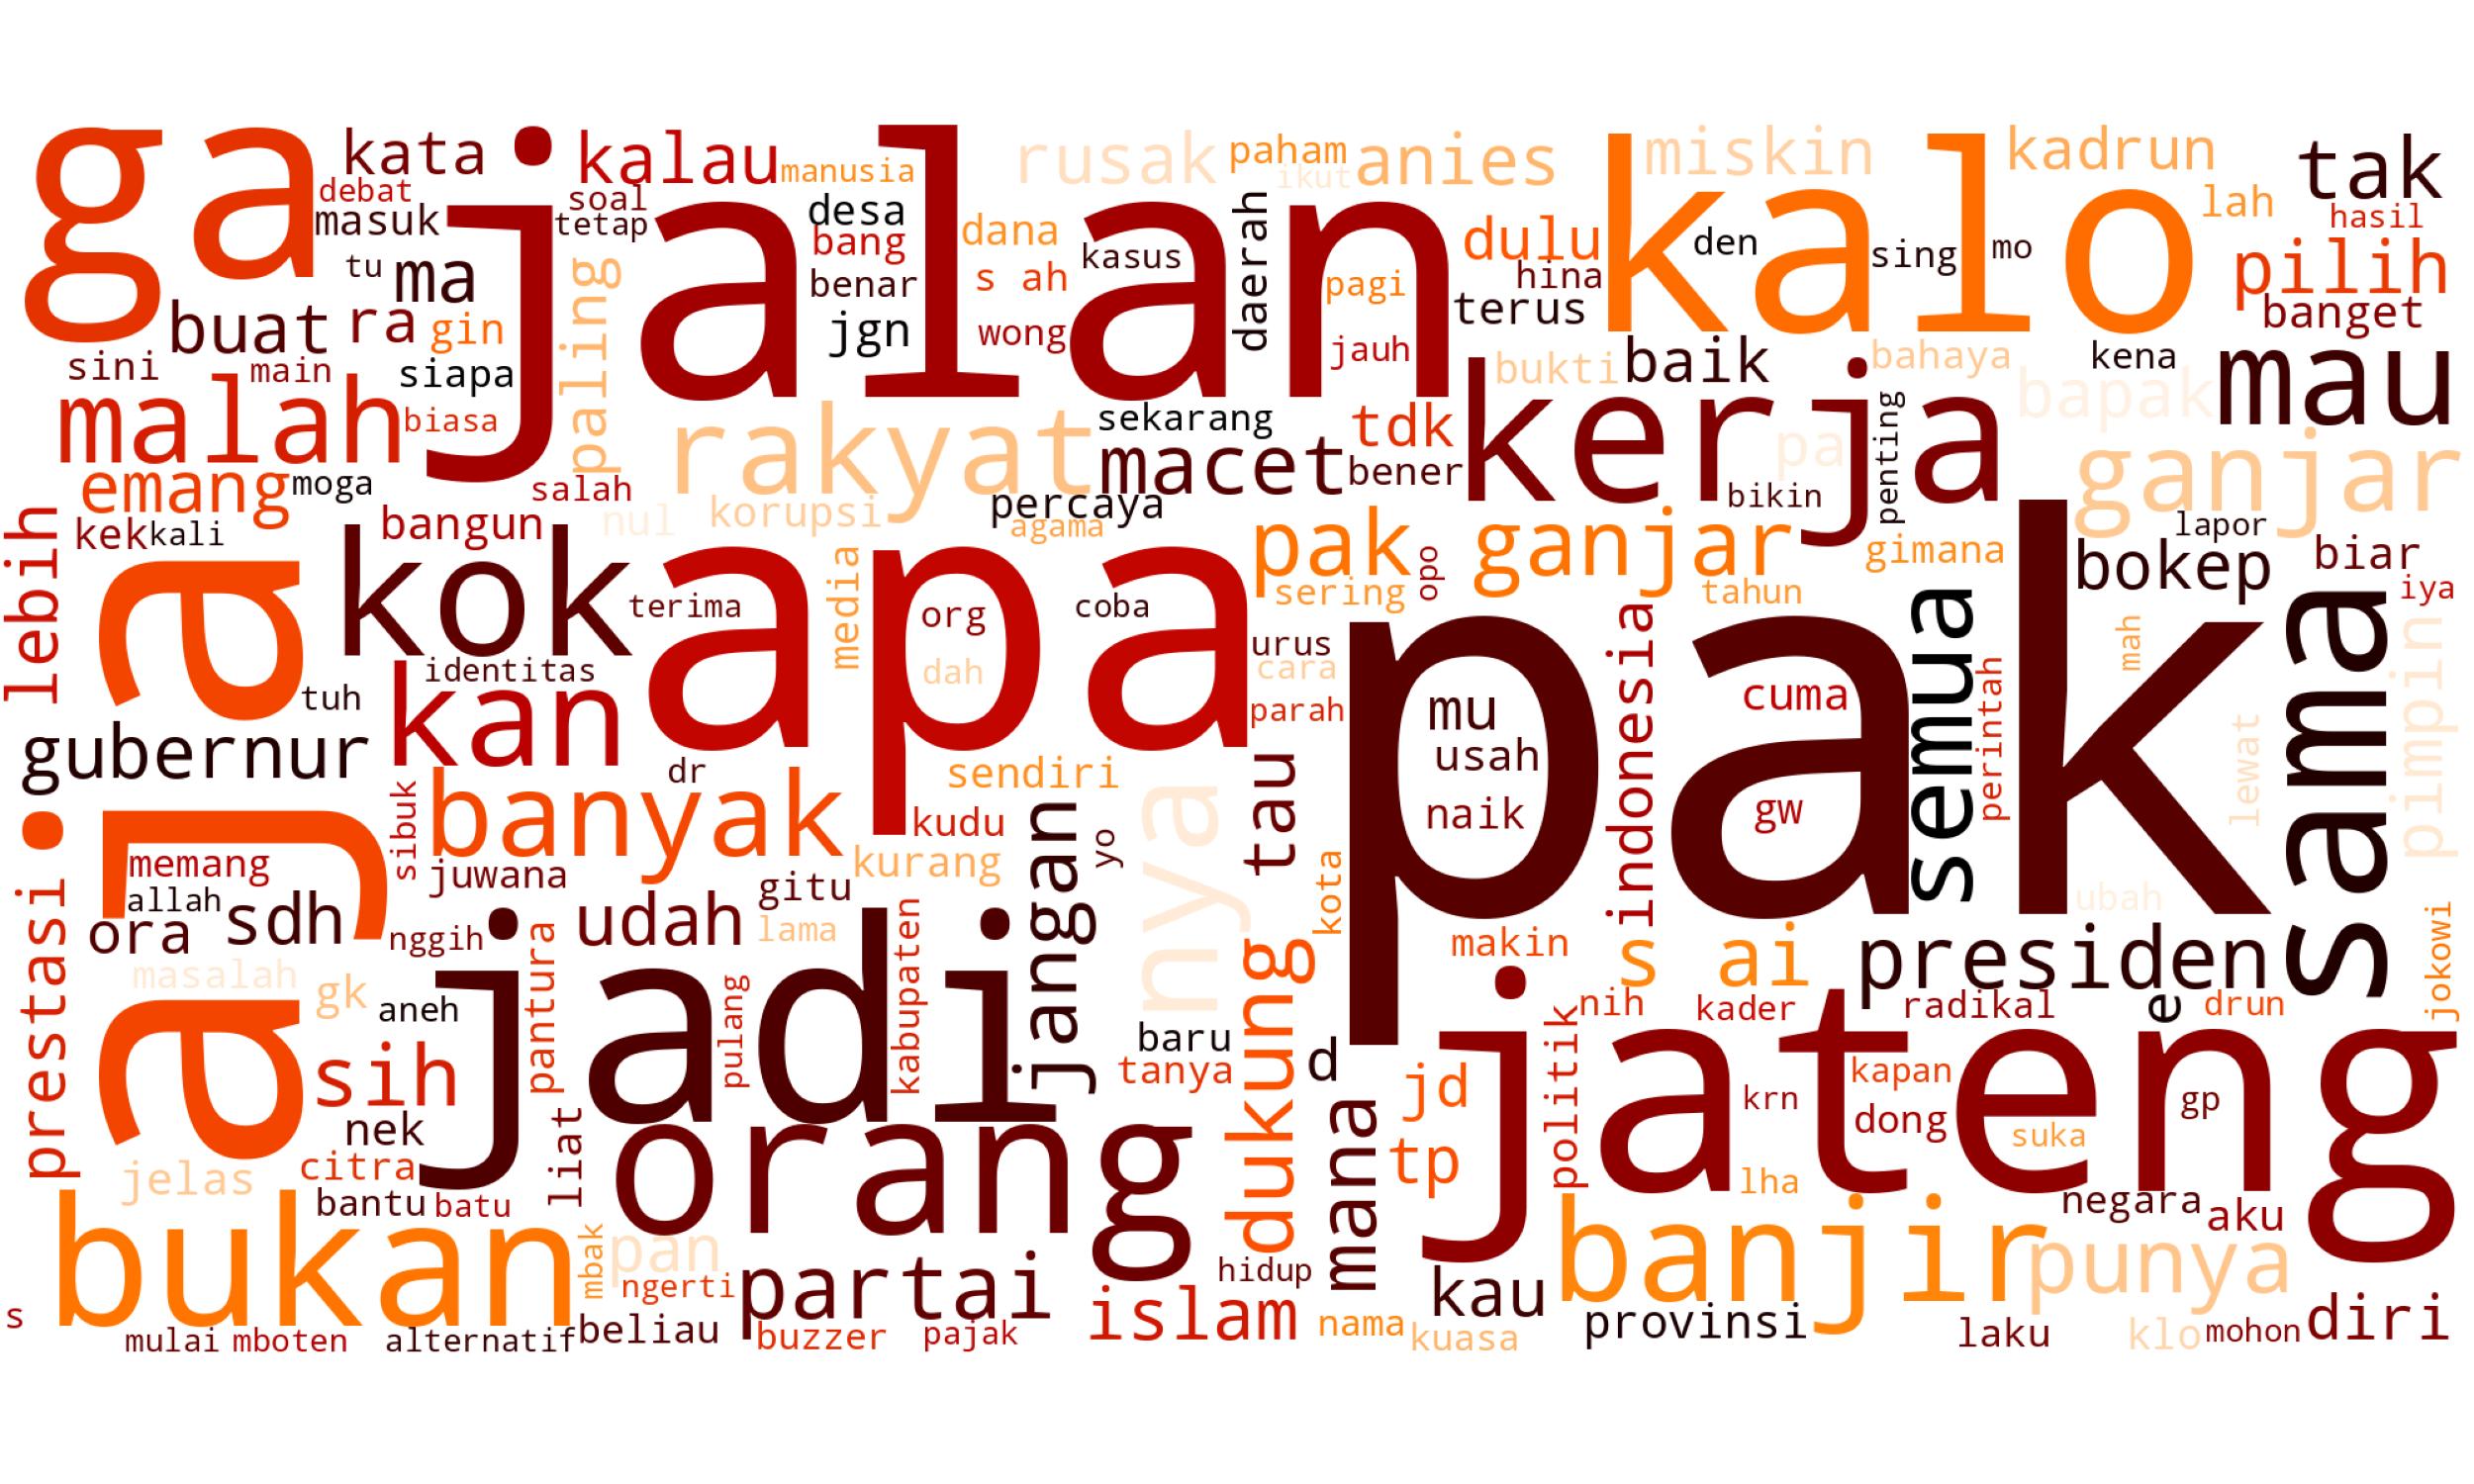 ga
jalan
kalo
kata
kalau
manusia
rusak
paham
ikut
anies
miskin
kadrun
tak
debat
masuk
soal
tetap
desa
bang
dana
daerah
dulu
den
sing
mo
lah
hasil
tu
ma
paling
benar
s ah
kasus
pagi
hina
terus
pilih
banget
buat
ra
gin
jgn
wong
jauh
sini
main
siapa
bukti
baik
bahaya
kena
mau
malah
biasa
rakyat
sekarang
macet
tdk
bener
kerja
penting
bapak
pa
ganjar
emang
moga
salah
korupsi
percaya
agama
bikin
lebih
kek
kali
bangun
nul
pak ganjar
gimana
lapor
bokep
biar
aja
kok
terima
apa
media
org
dah
coba
sering
opo
tahun
pak
semua
sama
iya
mah
identitas
urus
cara
parah
indonesia
mu
usah
naik
cuma
gw
perintah
lewat
pimpin
tuh
kan
gubernur
dr
sendiri
nya
tau
sibuk
banyak
kudu
jangan
yo
prestasi
memang
juwana
gitu
kurang
kota
ubah
allah
ora
sdh
nggih
udah
lama
kabupaten
dukung
makin
s ai
presiden
jokowi
masalah
gk
aneh
jadi
pantura
pulang
baru
tanya
d
politik
nih
kader
radikal
e
drun
jateng
sih
nek
liat
orang
mana
jd
tp
krn
kapan
dong
suka
gp
jelas
citra
bantu
batu
lha
negara
aku
bukan
mbak
pan
ngerti
partai
islam
hidup
kau
banjir
punya
s
mulai
mboten
alternatif
beliau
buzzer
pajak
nama
kuasa
provinsi
laku
klo
mohon
diri